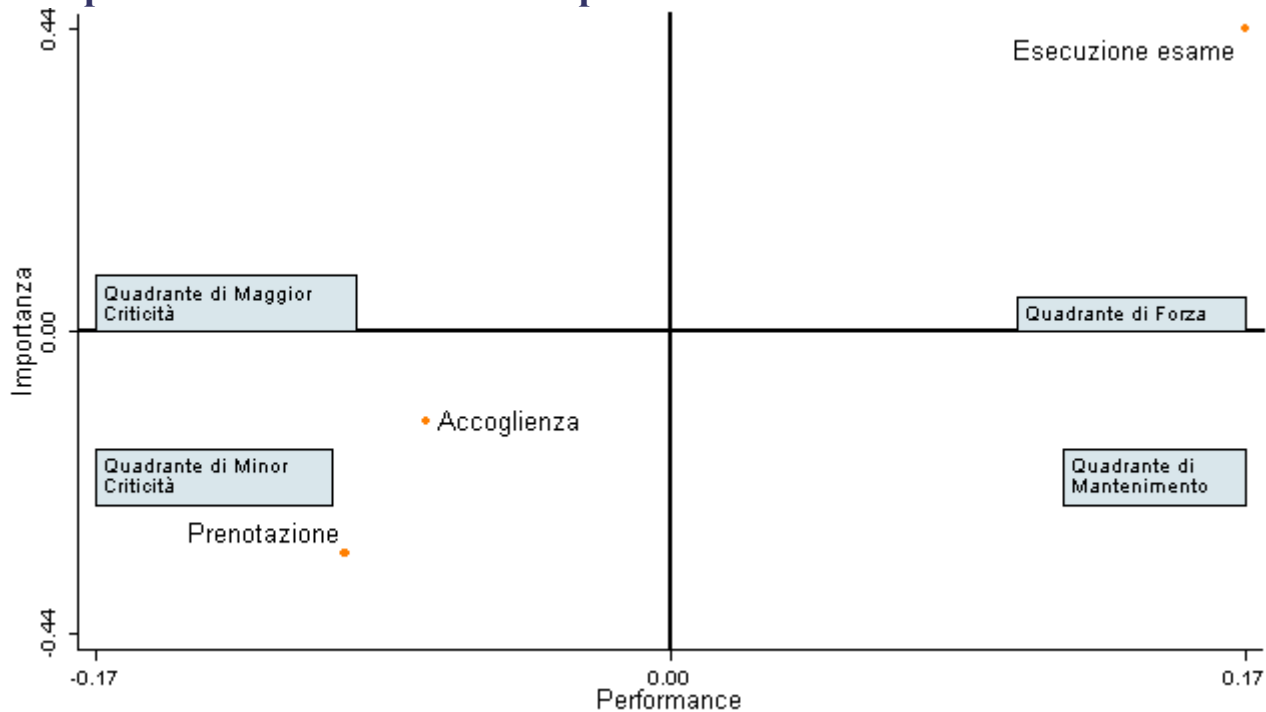 0.44
Esecuzione esame
Quadrante di Maggior
Criticità
Quadrante di Forza
Importanza
0.00
Accoglienza
Quadrante di Minor
Criticità
Quadrante di
Mantenimento
Prenotazione
-0.44
-0.17
0.00
0.17
Performance